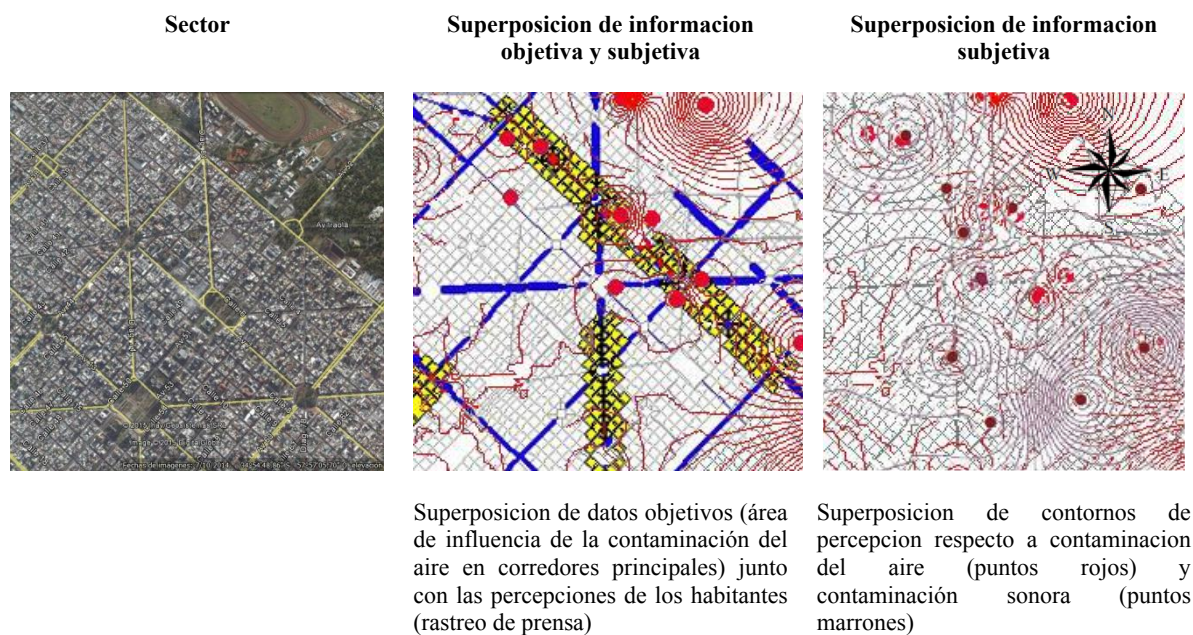 Sector
Superposicion de informacion
objetiva y subjetiva
Superposicion de informacion
subjetiva
Av Iraola
N
W
E
S
Superposicion de datos objetivos (área
de influencia de la contaminación del
aire en corredores principales) junto
con las percepciones de los habitantes
(rastreo de prensa)
Superposicion de contornos de
percepcion respecto a contaminacion
del aire (puntos rojos) y
contaminación sonora (puntos
marrones)